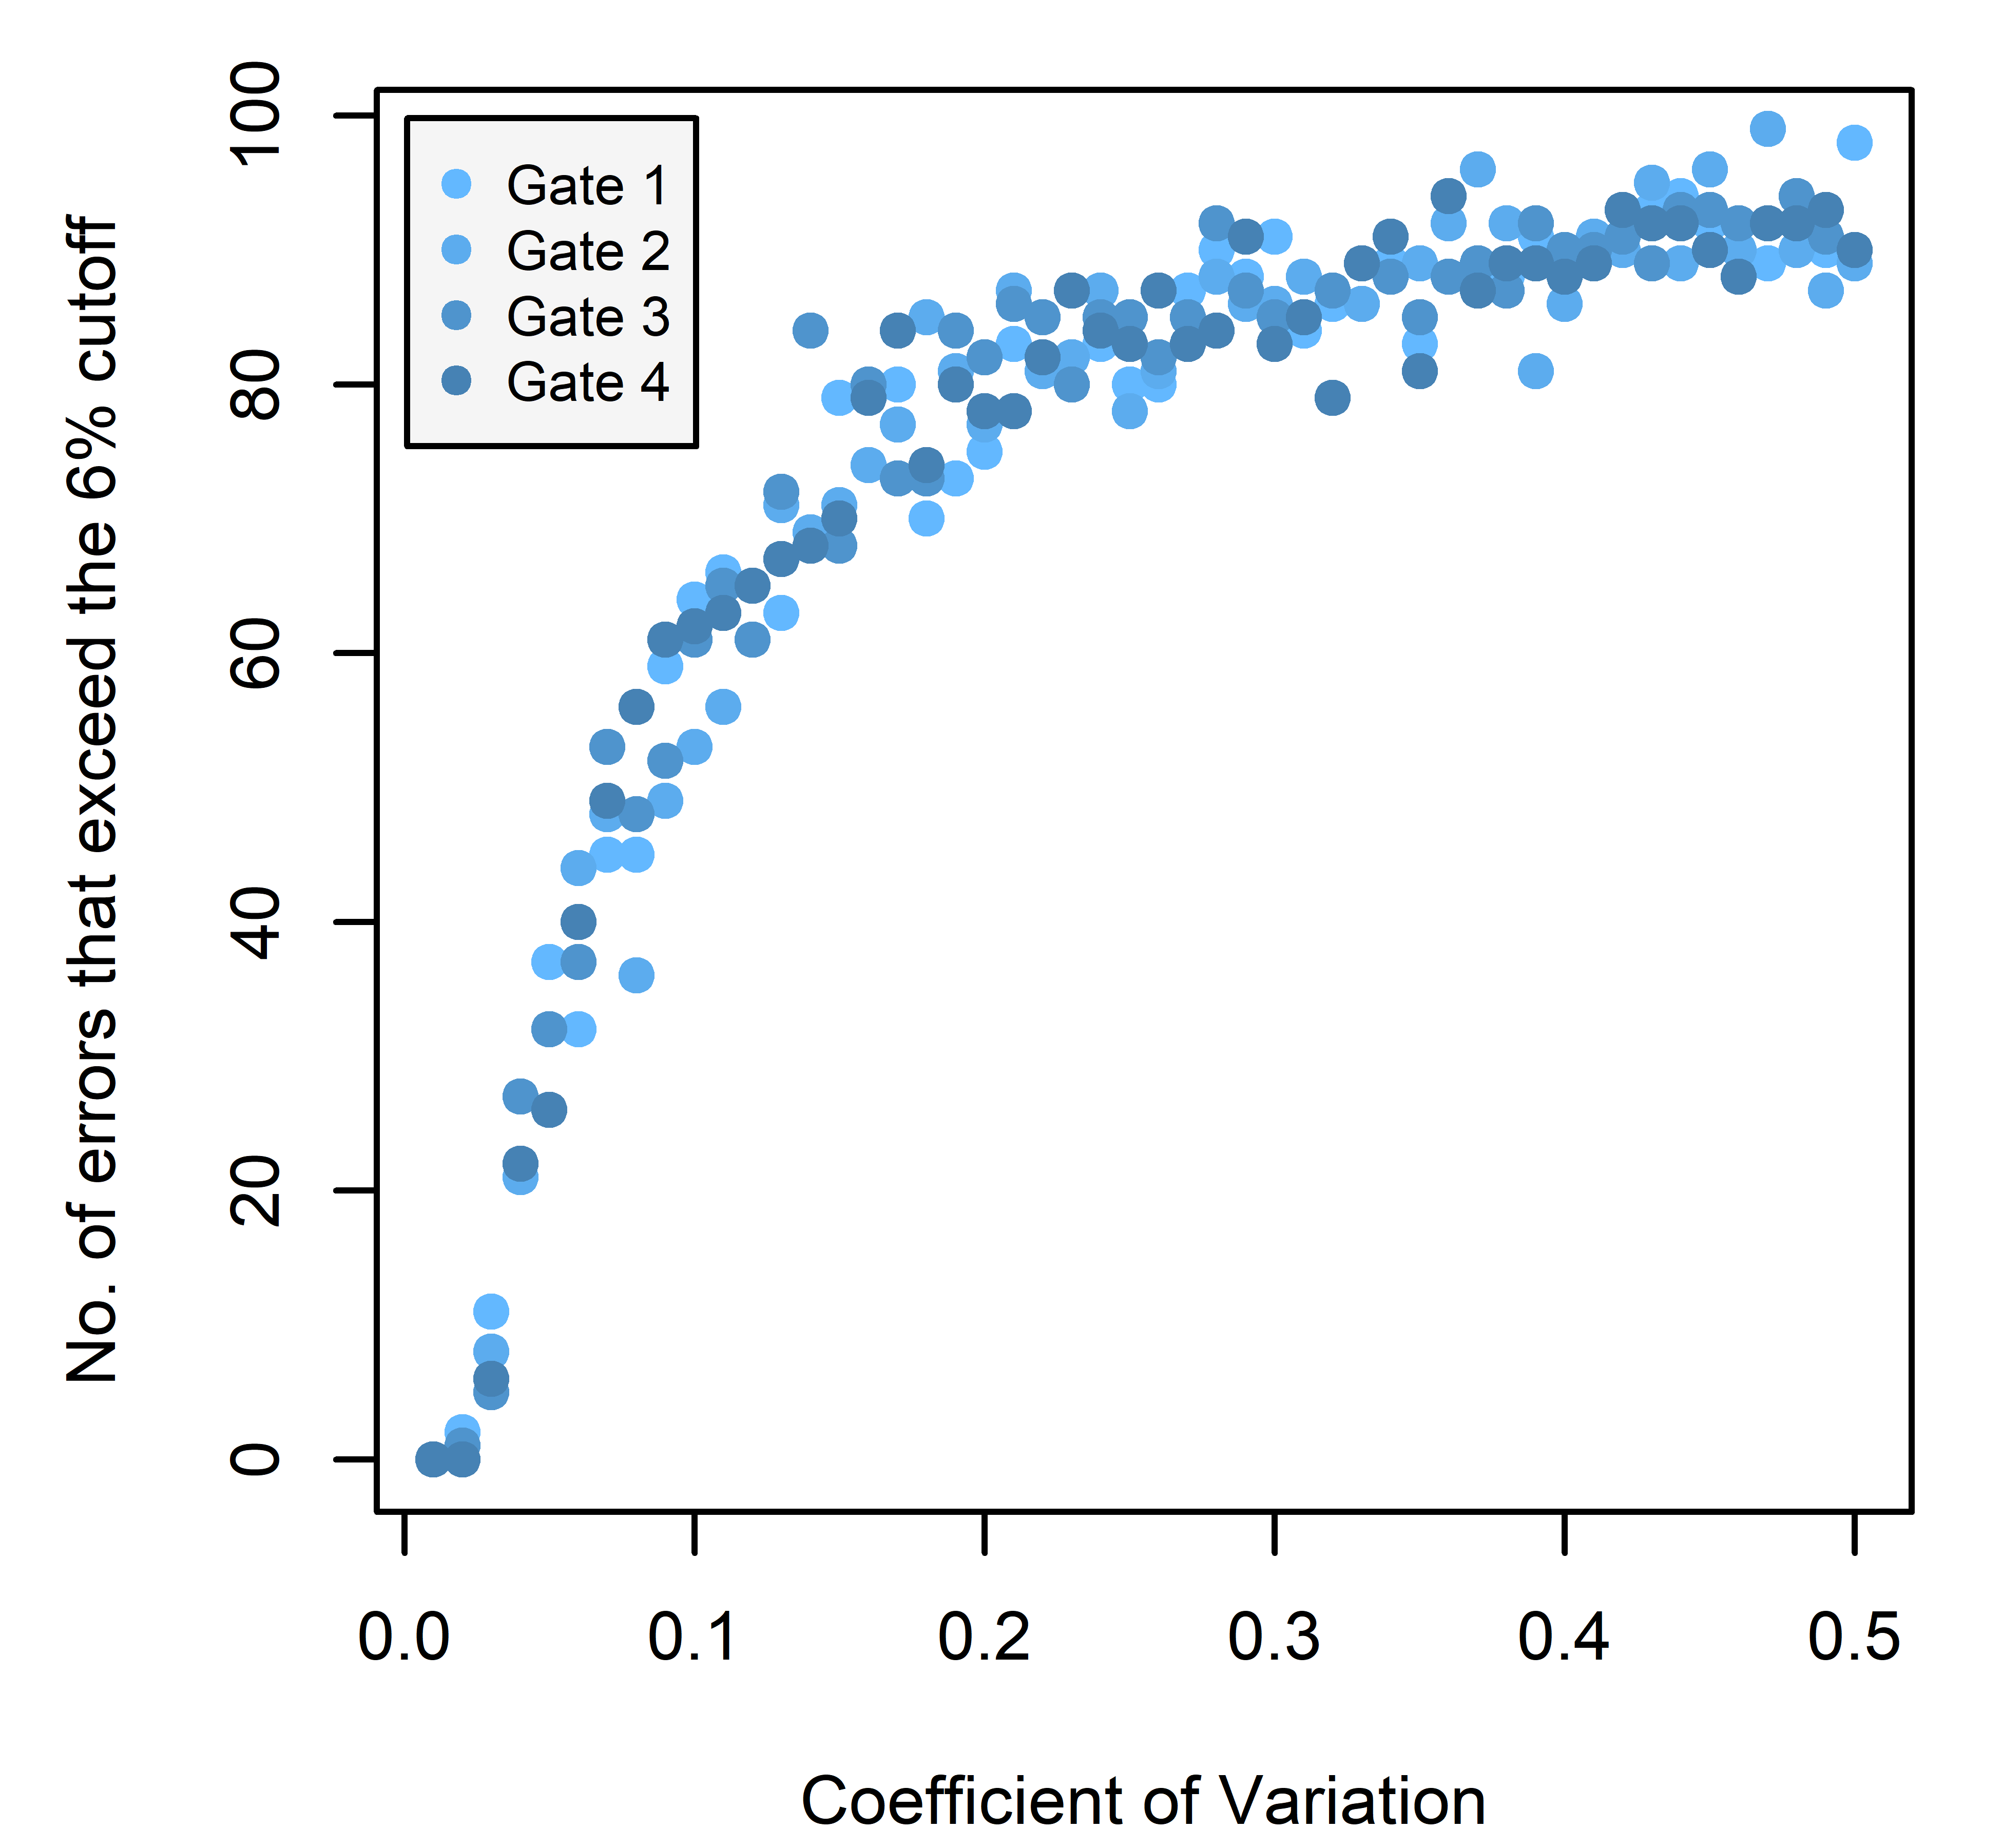 No. of errors that exceed the 6% cutoff
100
80
60
40
20
0
Gate 1
Gate 2
Gate 3
Gate 4
0.0 0.1 0.2 0.3 0.4 0.5
Coefficient of Variation